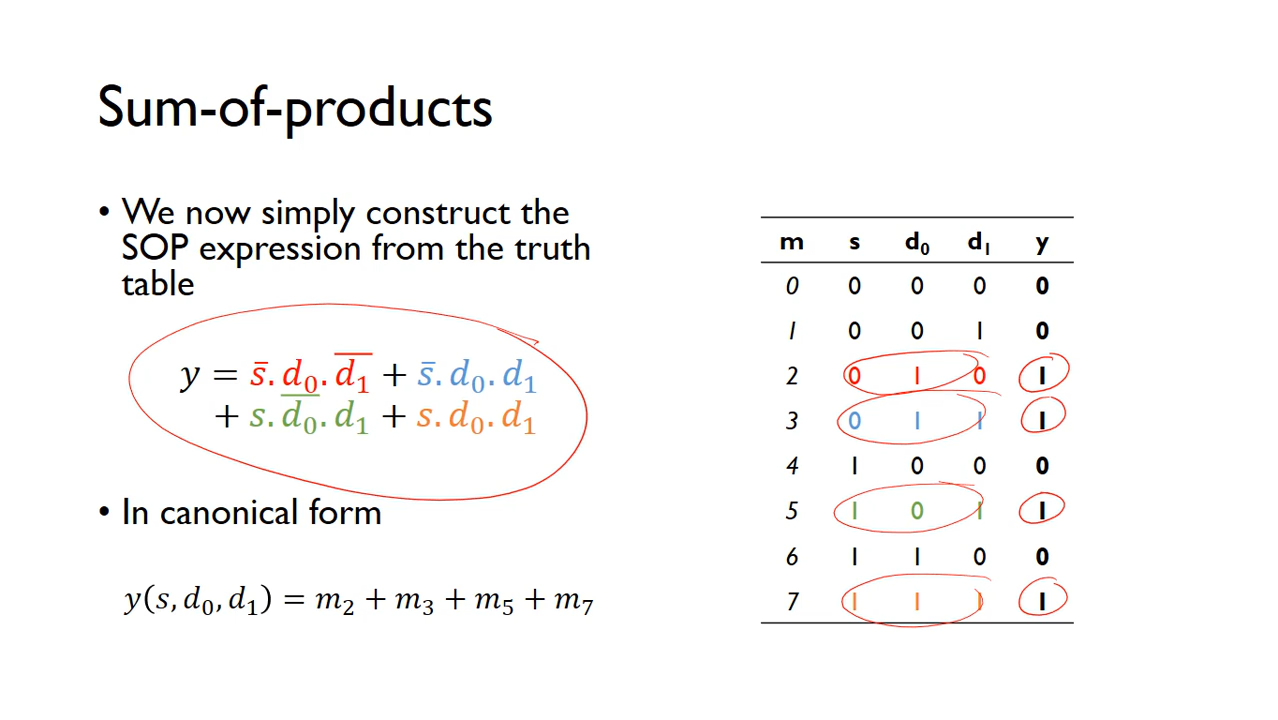 Sum-of-products
• We now simply construct the
SOP expression from the truth
table
y = s̅.d₀.d̅₁ + s̅.d₀.d₁
+ s.d̅₀.d₁ + s.d₀.d₁
• In canonical form
y(s, d₀, d₁) = m₂ + m₃ + m₅ + m₇
m s d₀ d₁ y
0 0 0 0 0
1 0 0 1 0
2 0 1 0 1
3 0 1 1 1
4 1 0 0 0
5 1 0 1 1
6 1 1 0 0
7 1 1 1 1